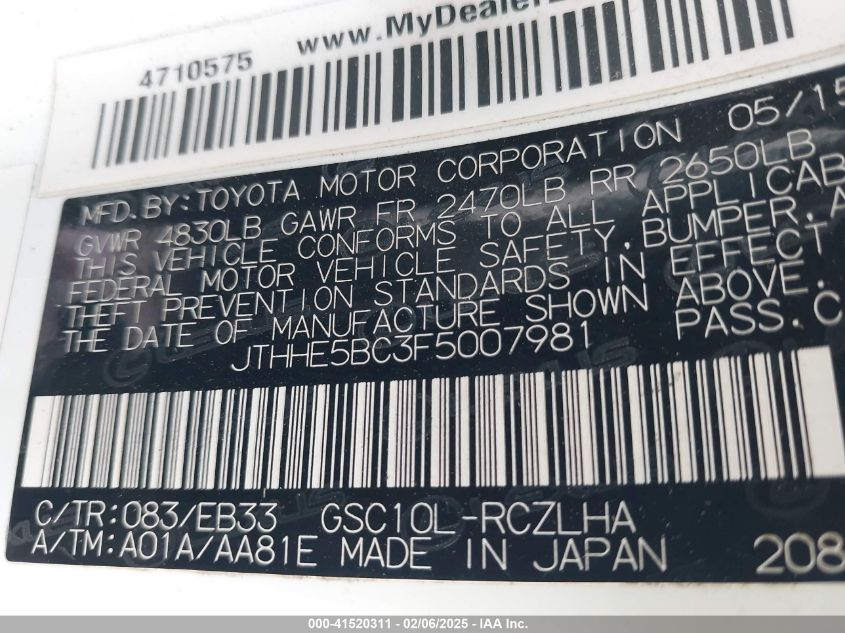 4710575
www.MyDealer
MFD. BY: TOYOTA MOTOR CORPORATION 05/15
GVWR 4830LB GAWR FR 2470LB RR 2650LB
THIS VEHICLE CONFORMS TO ALL APPLICAB
FEDERAL MOTOR VEHICLE SAFETY, BUMPER, A
THEFT PREVENTION STANDARDS IN EFFECT
THE DATE OF MANUFACTURE SHOWN ABOVE.
JTHHE5BC3F5007981 PASS. C
C/TR: 083/EB33 GSC10L-RCZLHA
A/TM: A01A/AA81E MADE IN JAPAN 208
000-41520311 - 02/06/2025 - IAA Inc.